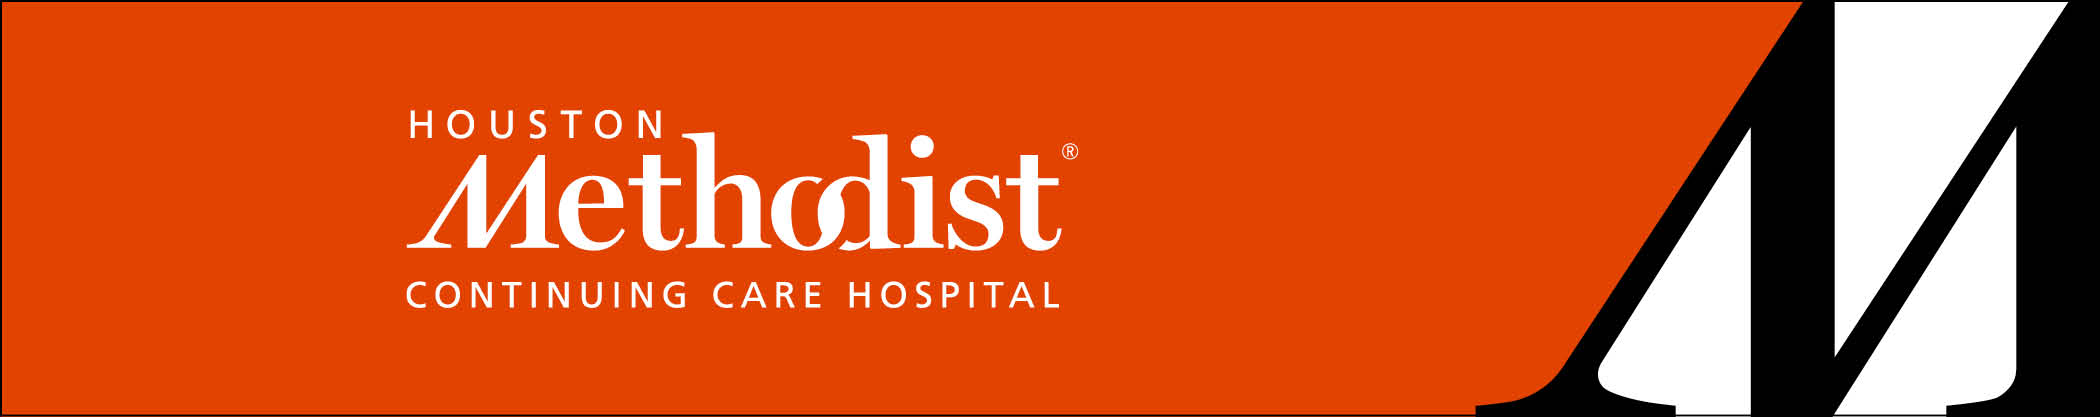 HOUSTON
Methodist®
CONTINUING CARE HOSPITAL